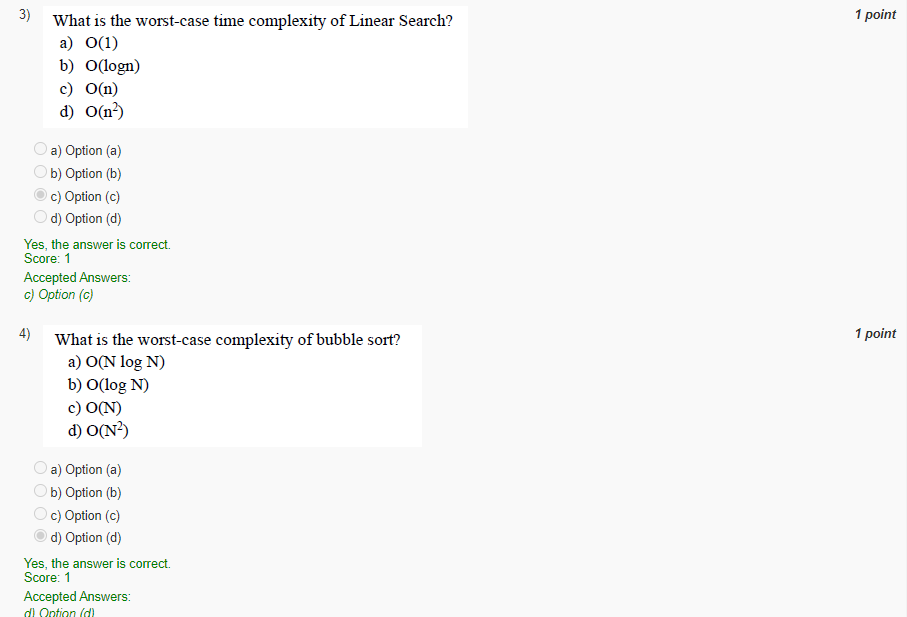 3)
1 point
What is the worst-case time complexity of Linear Search?
a) O(1)
b) O(logn)
c) O(n)
d) O(n²)
a) Option (a)
b) Option (b)
c) Option (c)
d) Option (d)
Yes, the answer is correct.
Score: 1
Accepted Answers:
c) Option (c)
4)
1 point
What is the worst-case complexity of bubble sort?
a) O(N log N)
b) O(log N)
c) O(N)
d) O(N²)
a) Option (a)
b) Option (b)
c) Option (c)
d) Option (d)
Yes, the answer is correct.
Score: 1
Accepted Answers:
d) Option (d)